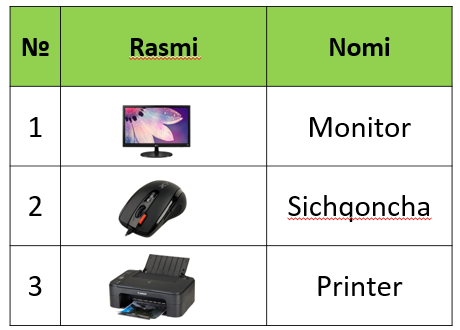 № Rasmi Nomi
1 Monitor
2 Sichqoncha
3 Printer